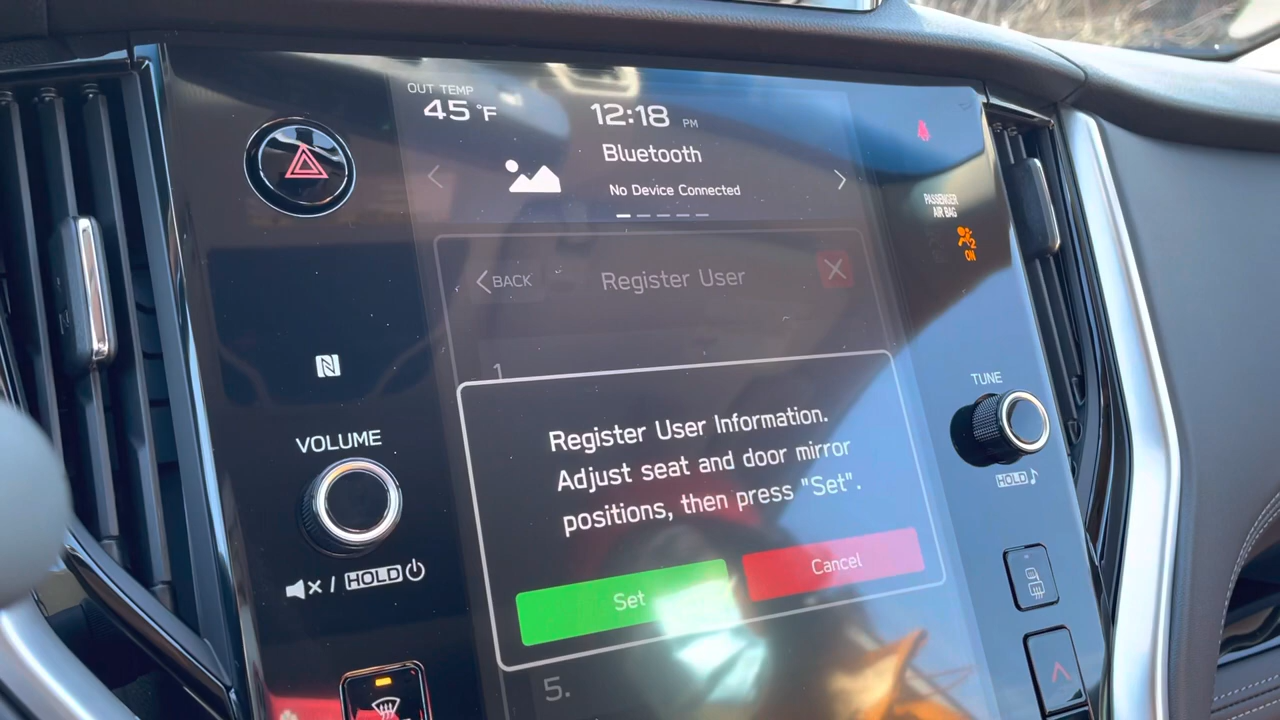 OUT TEMP
45 °F
12:18 PM
Bluetooth
No Device Connected
PASSENGER
AIR BAG
2
ON
BACK
Register User
1
Register User Information.
Adjust seat and door mirror
positions, then press "Set".
Set
Cancel
5.
VOLUME
/ HOLD
TUNE
HOLD